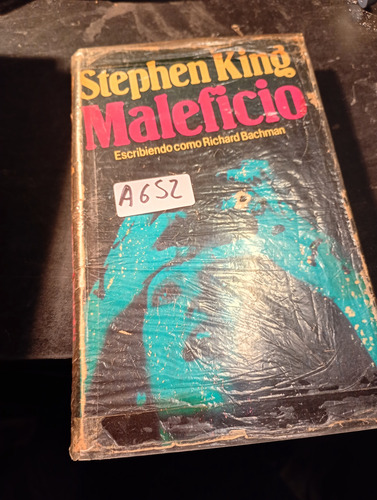 Stephen King
Maleficio
Escribiendo como Richard Bachman
A652